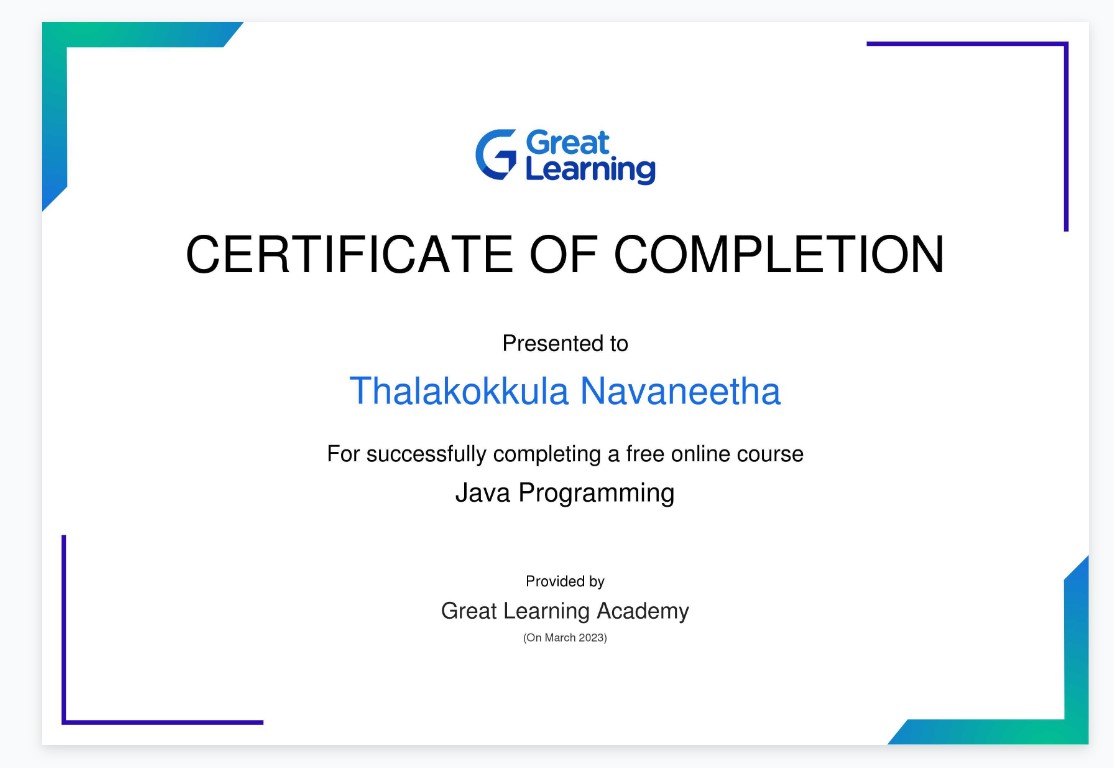 Great
Learning
CERTIFICATE OF COMPLETION
Presented to
Thalakokkula Navaneetha
For successfully completing a free online course
Java Programming
Provided by
Great Learning Academy
(On March 2023)